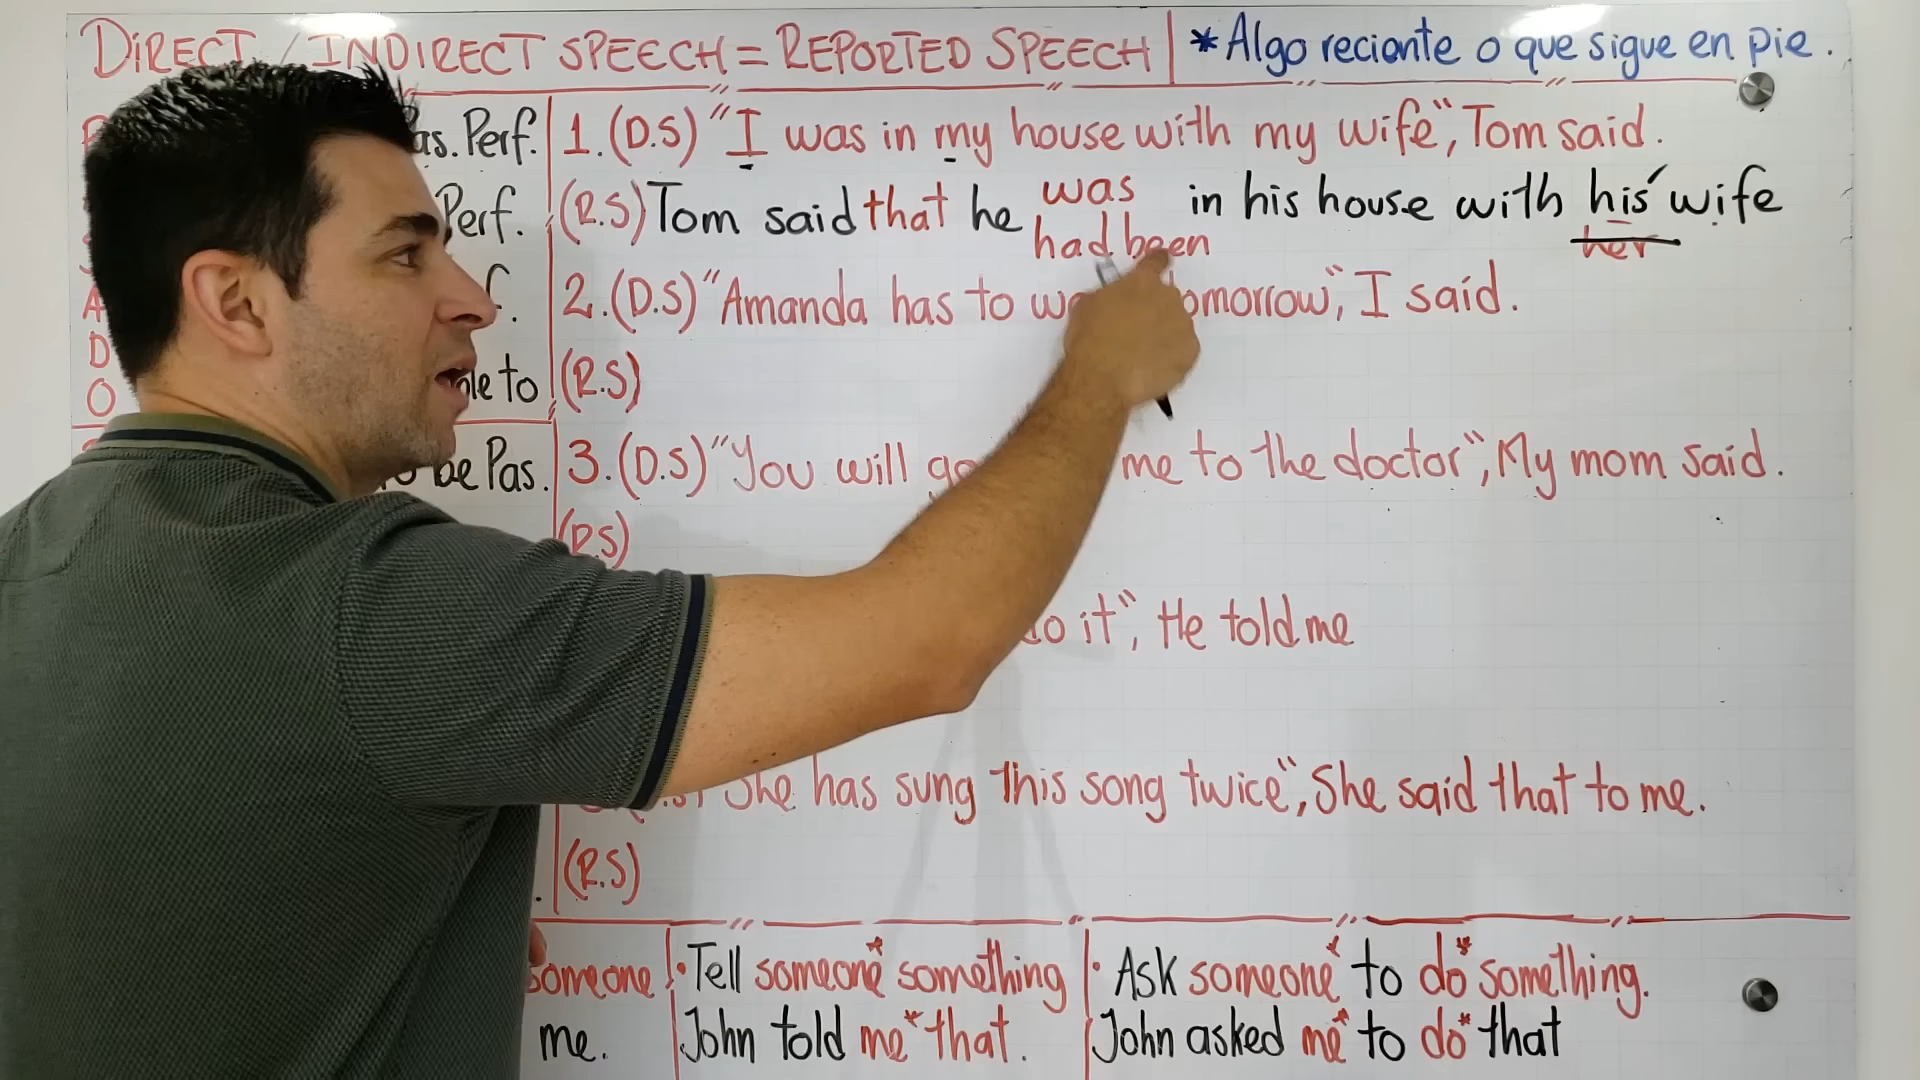 DIRECT / INDIRECT SPEECH = REPORTED SPEECH
* Algo reciente o que sigue en pie.
Perf.
1. (D.S) "I was in my house with my wife", Tom said.
Perf.
(R.S) Tom said that he was in his house with his wife
had been
her
2. (D.S) "Amanda has to tomorrow", I said.
A
D
O
to
(R.S)
be Pas.
3. (D.S) "You will me to the doctor", My mom said.
(R.S)
it", He told me
She has sung this song twice", She said that to me.
(R.S)
someone
• Tell someone* something
• Ask someone* to do* something.
me.
John told me* that.
John asked me* to do* that